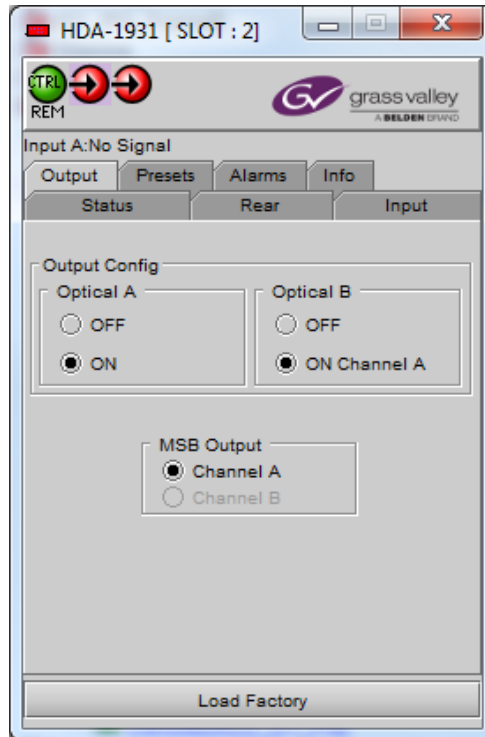 HDA-1931 [ SLOT : 2]
CTRL
REM
grass valley
A BELDEN BRAND
Input A:No Signal
Output Presets Alarms Info
Status Rear Input
Output Config
Optical A
OFF
ON
Optical B
OFF
ON Channel A
MSB Output
Channel A
Channel B
Load Factory